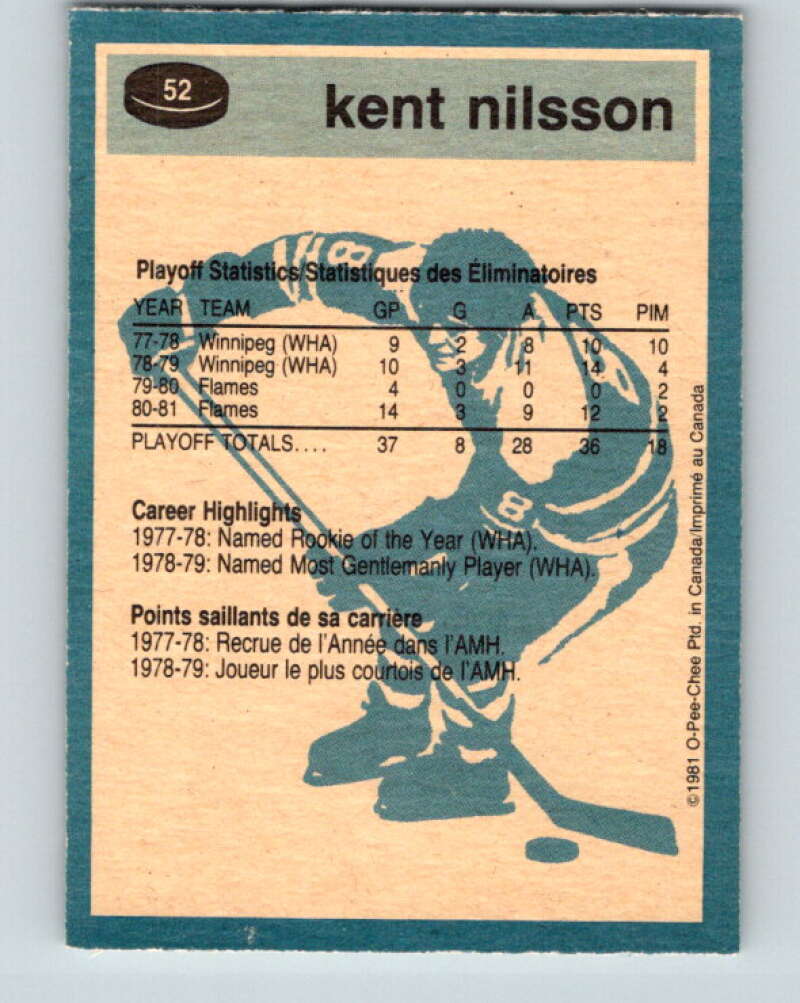 52
kent nilsson
8
Playoff Statistics/Statistiques des Éliminatoires
YEAR TEAM GP G A PTS PIM
77-78 Winnipeg (WHA) 9 2 8 10 10
78-79 Winnipeg (WHA) 10 3 11 14 4
79-80 Flames 4 0 0 0 2
80-81 Flames 14 3 9 12 2
PLAYOFF TOTALS.... 37 8 28 36 18
8
8
Career Highlights
1977-78: Named Rookie of the Year (WHA).
1978-79: Named Most Gentlemanly Player (WHA).
Points saillants de sa carrière
1977-78: Recrue de l'Année dans l'AMH.
1978-79: Joueur le plus courtois de l'AMH.
©1981 O-Pee-Chee Ptd. in Canada/Imprimé au Canada